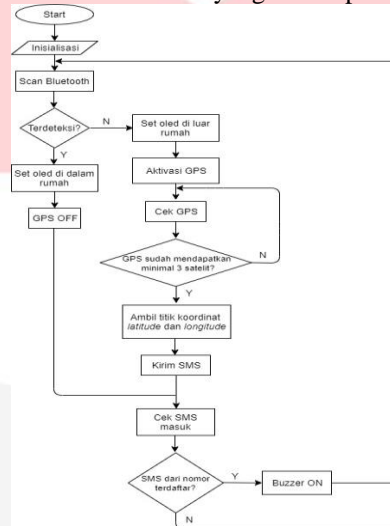 Start
Inisialisasi
Scan Bluetooth
Terdeteksi?
N
Y
Set oled di luar
rumah
Aktivasi GPS
Set oled di dalam
rumah
GPS OFF
Cek GPS
GPS sudah mendapatkan
minimal 3 satelit?
N
Y
Ambil titik koordinat
latitude dan longitude
Kirim SMS
Cek SMS
masuk
SMS dari nomor
terdaftar?
Y
Buzzer ON
N